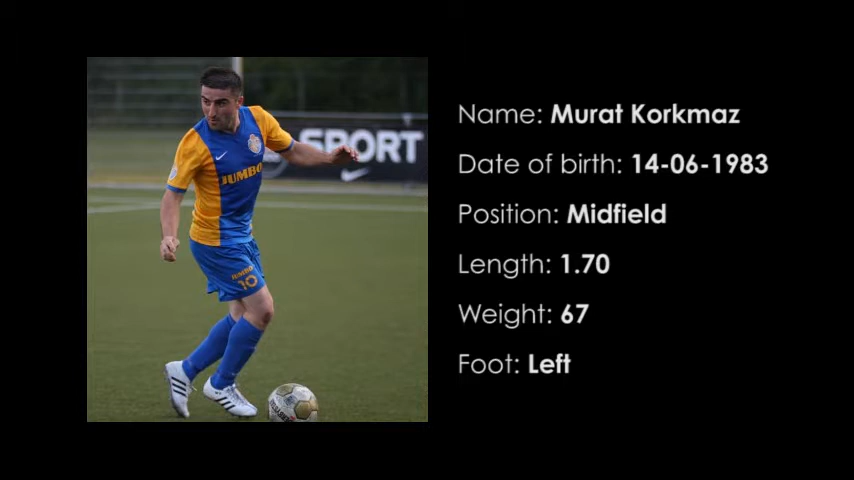 Name: Murat Korkmaz
Date of birth: 14-06-1983
Position: Midfield
Length: 1.70
Weight: 67
Foot: Left
SPORT
JUMBO
JUMBO
10